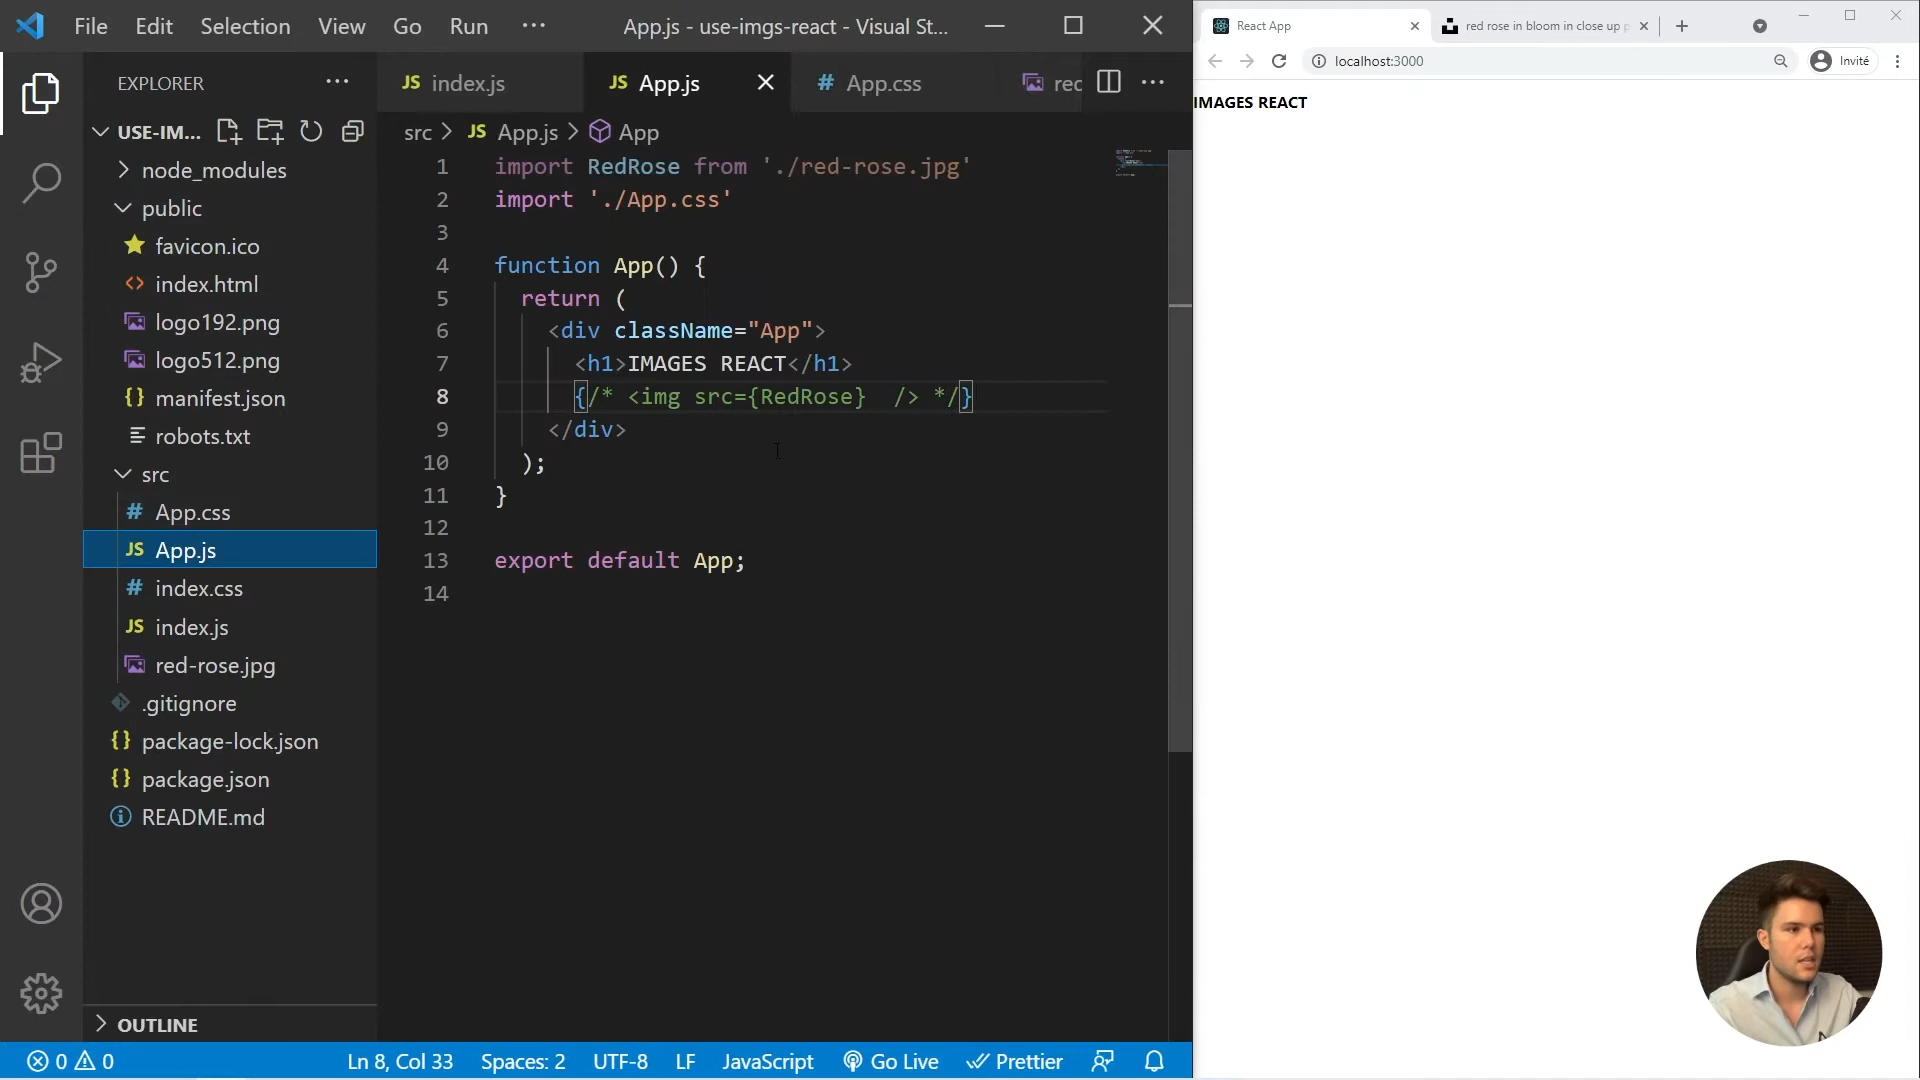 File Edit Selection View Go Run ··· App.js - use-imgs-react - Visual St...
EXPLORER ···
USE-IM...
node_modules
public
favicon.ico
index.html
logo192.png
logo512.png
{} manifest.json
robots.txt
src
# App.css
JS App.js
# index.css
JS index.js
red-rose.jpg
.gitignore
{} package-lock.json
{} package.json
README.md
OUTLINE
JS index.js JS App.js # App.css rec ···
src > JS App.js > App
1 import RedRose from './red-rose.jpg'
2 import './App.css'
3
4 function App() {
5 return (
6 <div className="App">
7 <h1>IMAGES REACT</h1>
8 {/* <img src={RedRose}  /> */}
9 </div>
10 );
11 }
12
13 export default App;
14
0 0 Ln 8, Col 33 Spaces: 2 UTF-8 LF JavaScript Go Live Prettier
React App red rose in bloom in close up p
localhost:3000 Invité
IMAGES REACT